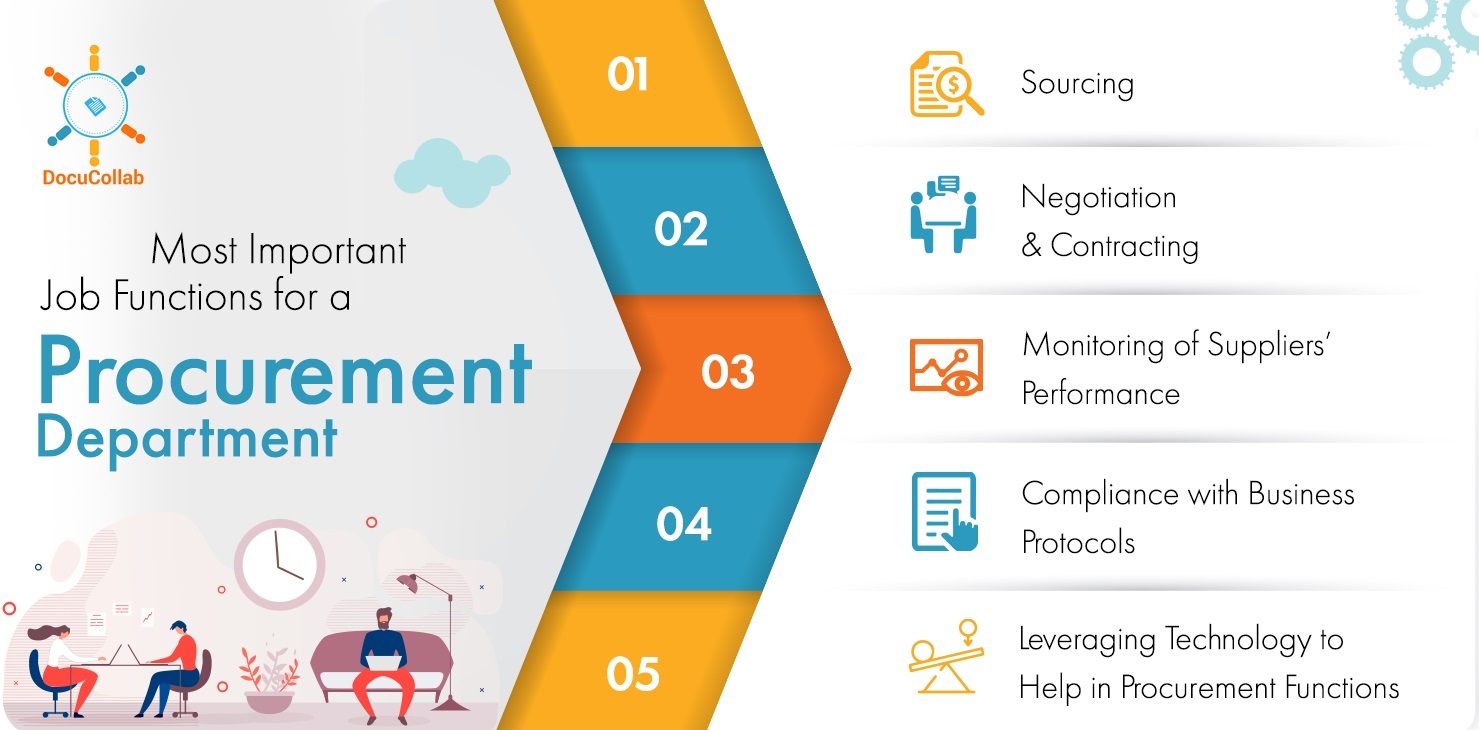 DocuCollab
Most Important
Job Functions for a
Procurement
Department
01
Sourcing
02
Negotiation
& Contracting
03
Monitoring of Suppliers’
Performance
04
Compliance with Business
Protocols
05
Leveraging Technology to
Help in Procurement Functions